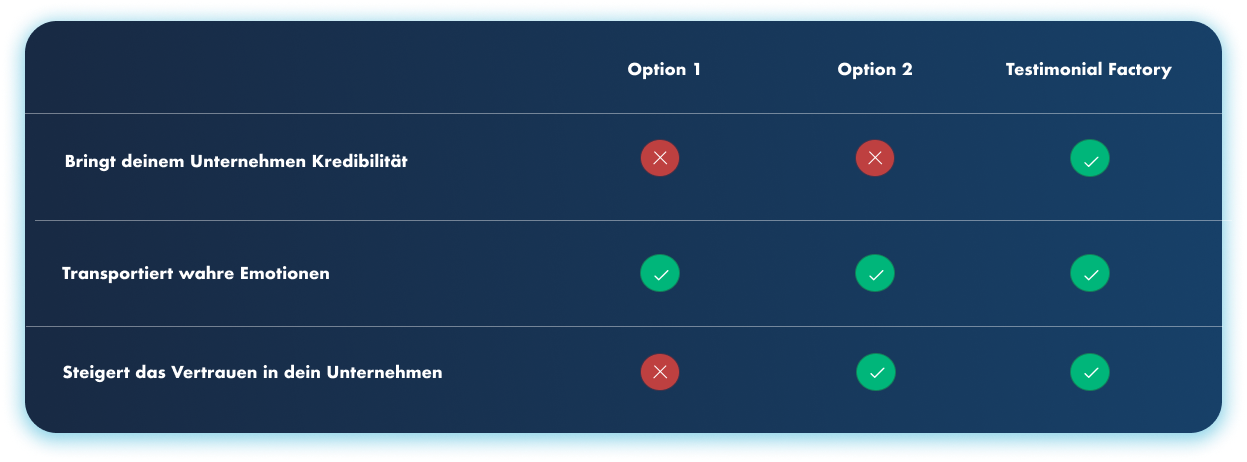 Option 1 Option 2 Testimonial Factory
Bringt deinem Unternehmen Kredibilität
Transportiert wahre Emotionen
Steigert das Vertrauen in dein Unternehmen